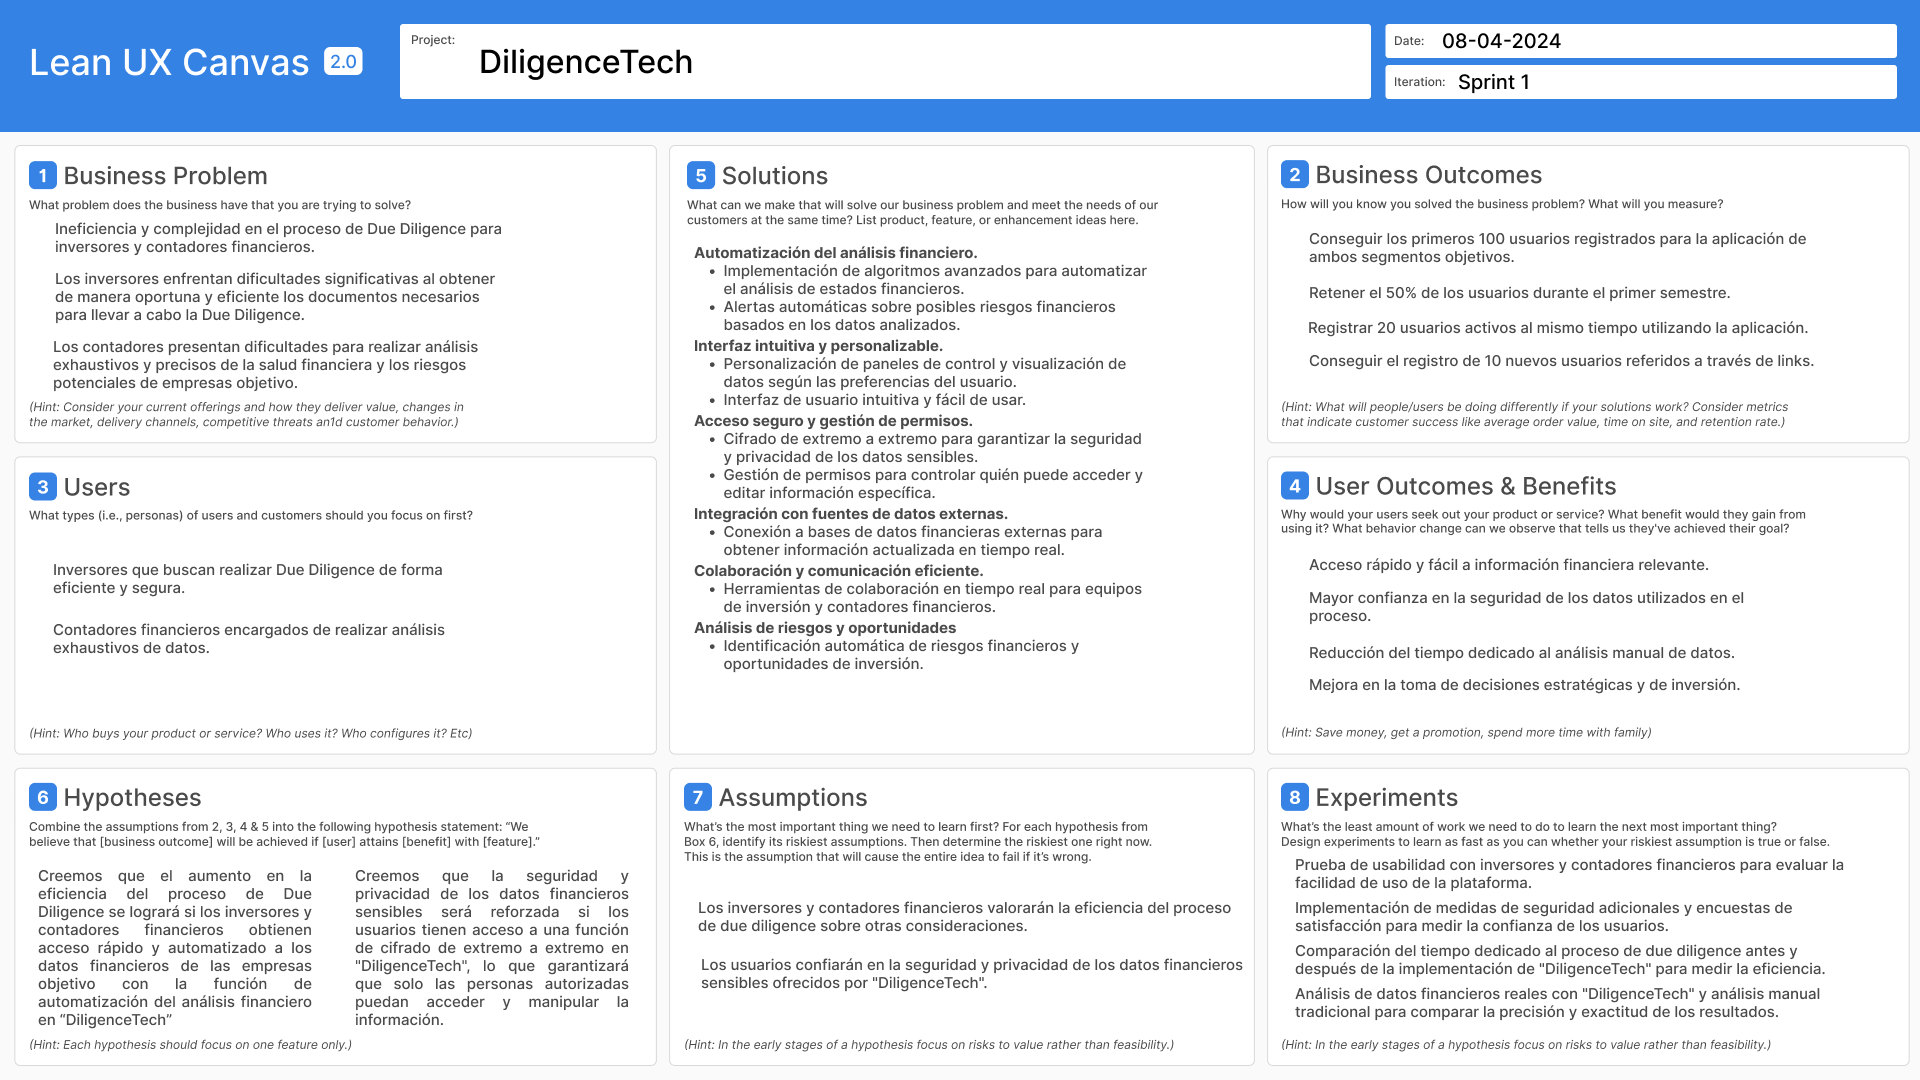 Lean UX Canvas 2.0
Project:
DiligenceTech
Date: 08-04-2024
Iteration: Sprint 1
1 Business Problem
What problem does the business have that you are trying to solve?
Ineficiencia y complejidad en el proceso de Due Diligence para
inversores y contadores financieros.
Los inversores enfrentan dificultades significativas al obtener
de manera oportuna y eficiente los documentos necesarios
para llevar a cabo la Due Diligence.
Los contadores presentan dificultades para realizar análisis
exhaustivos y precisos de la salud financiera y los riesgos
potenciales de empresas objetivo.
(Hint: Consider your current offerings and how they deliver value, changes in
the market, delivery channels, competitive threats an1d customer behavior.)
5 Solutions
What can we make that will solve our business problem and meet the needs of our
customers at the same time? List product, feature, or enhancement ideas here.
Automatización del análisis financiero.
• Implementación de algoritmos avanzados para automatizar
el análisis de estados financieros.
• Alertas automáticas sobre posibles riesgos financieros
basados en los datos analizados.
Interfaz intuitiva y personalizable.
• Personalización de paneles de control y visualización de
datos según las preferencias del usuario.
• Interfaz de usuario intuitiva y fácil de usar.
Acceso seguro y gestión de permisos.
• Cifrado de extremo a extremo para garantizar la seguridad
y privacidad de los datos sensibles.
• Gestión de permisos para controlar quién puede acceder y
editar información específica.
Integración con fuentes de datos externas.
• Conexión a bases de datos financieras externas para
obtener información actualizada en tiempo real.
Colaboración y comunicación eficiente.
• Herramientas de colaboración en tiempo real para equipos
de inversión y contadores financieros.
Análisis de riesgos y oportunidades
• Identificación automática de riesgos financieros y
oportunidades de inversión.
2 Business Outcomes
How will you know you solved the business problem? What will you measure?
Conseguir los primeros 100 usuarios registrados para la aplicación de
ambos segmentos objetivos.
Retener el 50% de los usuarios durante el primer semestre.
Registrar 20 usuarios activos al mismo tiempo utilizando la aplicación.
Conseguir el registro de 10 nuevos usuarios referidos a través de links.
(Hint: What will people/users be doing differently if your solutions work? Consider metrics
that indicate customer success like average order value, time on site, and retention rate.)
3 Users
What types (i.e., personas) of users and customers should you focus on first?
Inversores que buscan realizar Due Diligence de forma
eficiente y segura.
Contadores financieros encargados de realizar análisis
exhaustivos de datos.
(Hint: Who buys your product or service? Who uses it? Who configures it? Etc)
4 User Outcomes & Benefits
Why would your users seek out your product or service? What benefit would they gain from
using it? What behavior change can we observe that tells us they've achieved their goal?
Acceso rápido y fácil a información financiera relevante.
Mayor confianza en la seguridad de los datos utilizados en el
proceso.
Reducción del tiempo dedicado al análisis manual de datos.
Mejora en la toma de decisiones estratégicas y de inversión.
(Hint: Save money, get a promotion, spend more time with family)
6 Hypotheses
Combine the assumptions from 2, 3, 4 & 5 into the following hypothesis statement: “We
believe that [business outcome] will be achieved if [user] attains [benefit] with [feature].”
Creemos que el aumento en la
eficiencia del proceso de Due
Diligence se logrará si los inversores y
contadores financieros obtienen
acceso rápido y automatizado a los
datos financieros de las empresas
objetivo con la función de
automatización del análisis financiero
en “DiligenceTech”
Creemos que la seguridad y
privacidad de los datos financieros
sensibles será reforzada si los
usuarios tienen acceso a una función
de cifrado de extremo a extremo en
"DiligenceTech", lo que garantizará
que solo las personas autorizadas
puedan acceder y manipular la
información.
(Hint: Each hypothesis should focus on one feature only.)
7 Assumptions
What’s the most important thing we need to learn first? For each hypothesis from
Box 6, identify its riskiest assumptions. Then determine the riskiest one right now.
This is the assumption that will cause the entire idea to fail if it’s wrong.
Los inversores y contadores financieros valorarán la eficiencia del proceso
de due diligence sobre otras consideraciones.
Los usuarios confiarán en la seguridad y privacidad de los datos financieros
sensibles ofrecidos por "DiligenceTech".
(Hint: In the early stages of a hypothesis focus on risks to value rather than feasibility.)
8 Experiments
What’s the least amount of work we need to do to learn the next most important thing?
Design experiments to learn as fast as you can whether your riskiest assumption is true or false.
Prueba de usabilidad con inversores y contadores financieros para evaluar la
facilidad de uso de la plataforma.
Implementación de medidas de seguridad adicionales y encuestas de
satisfacción para medir la confianza de los usuarios.
Comparación del tiempo dedicado al proceso de due diligence antes y
después de la implementación de "DiligenceTech" para medir la eficiencia.
Análisis de datos financieros reales con "DiligenceTech" y análisis manual
tradicional para comparar la precisión y exactitud de los resultados.
(Hint: In the early stages of a hypothesis focus on risks to value rather than feasibility.)